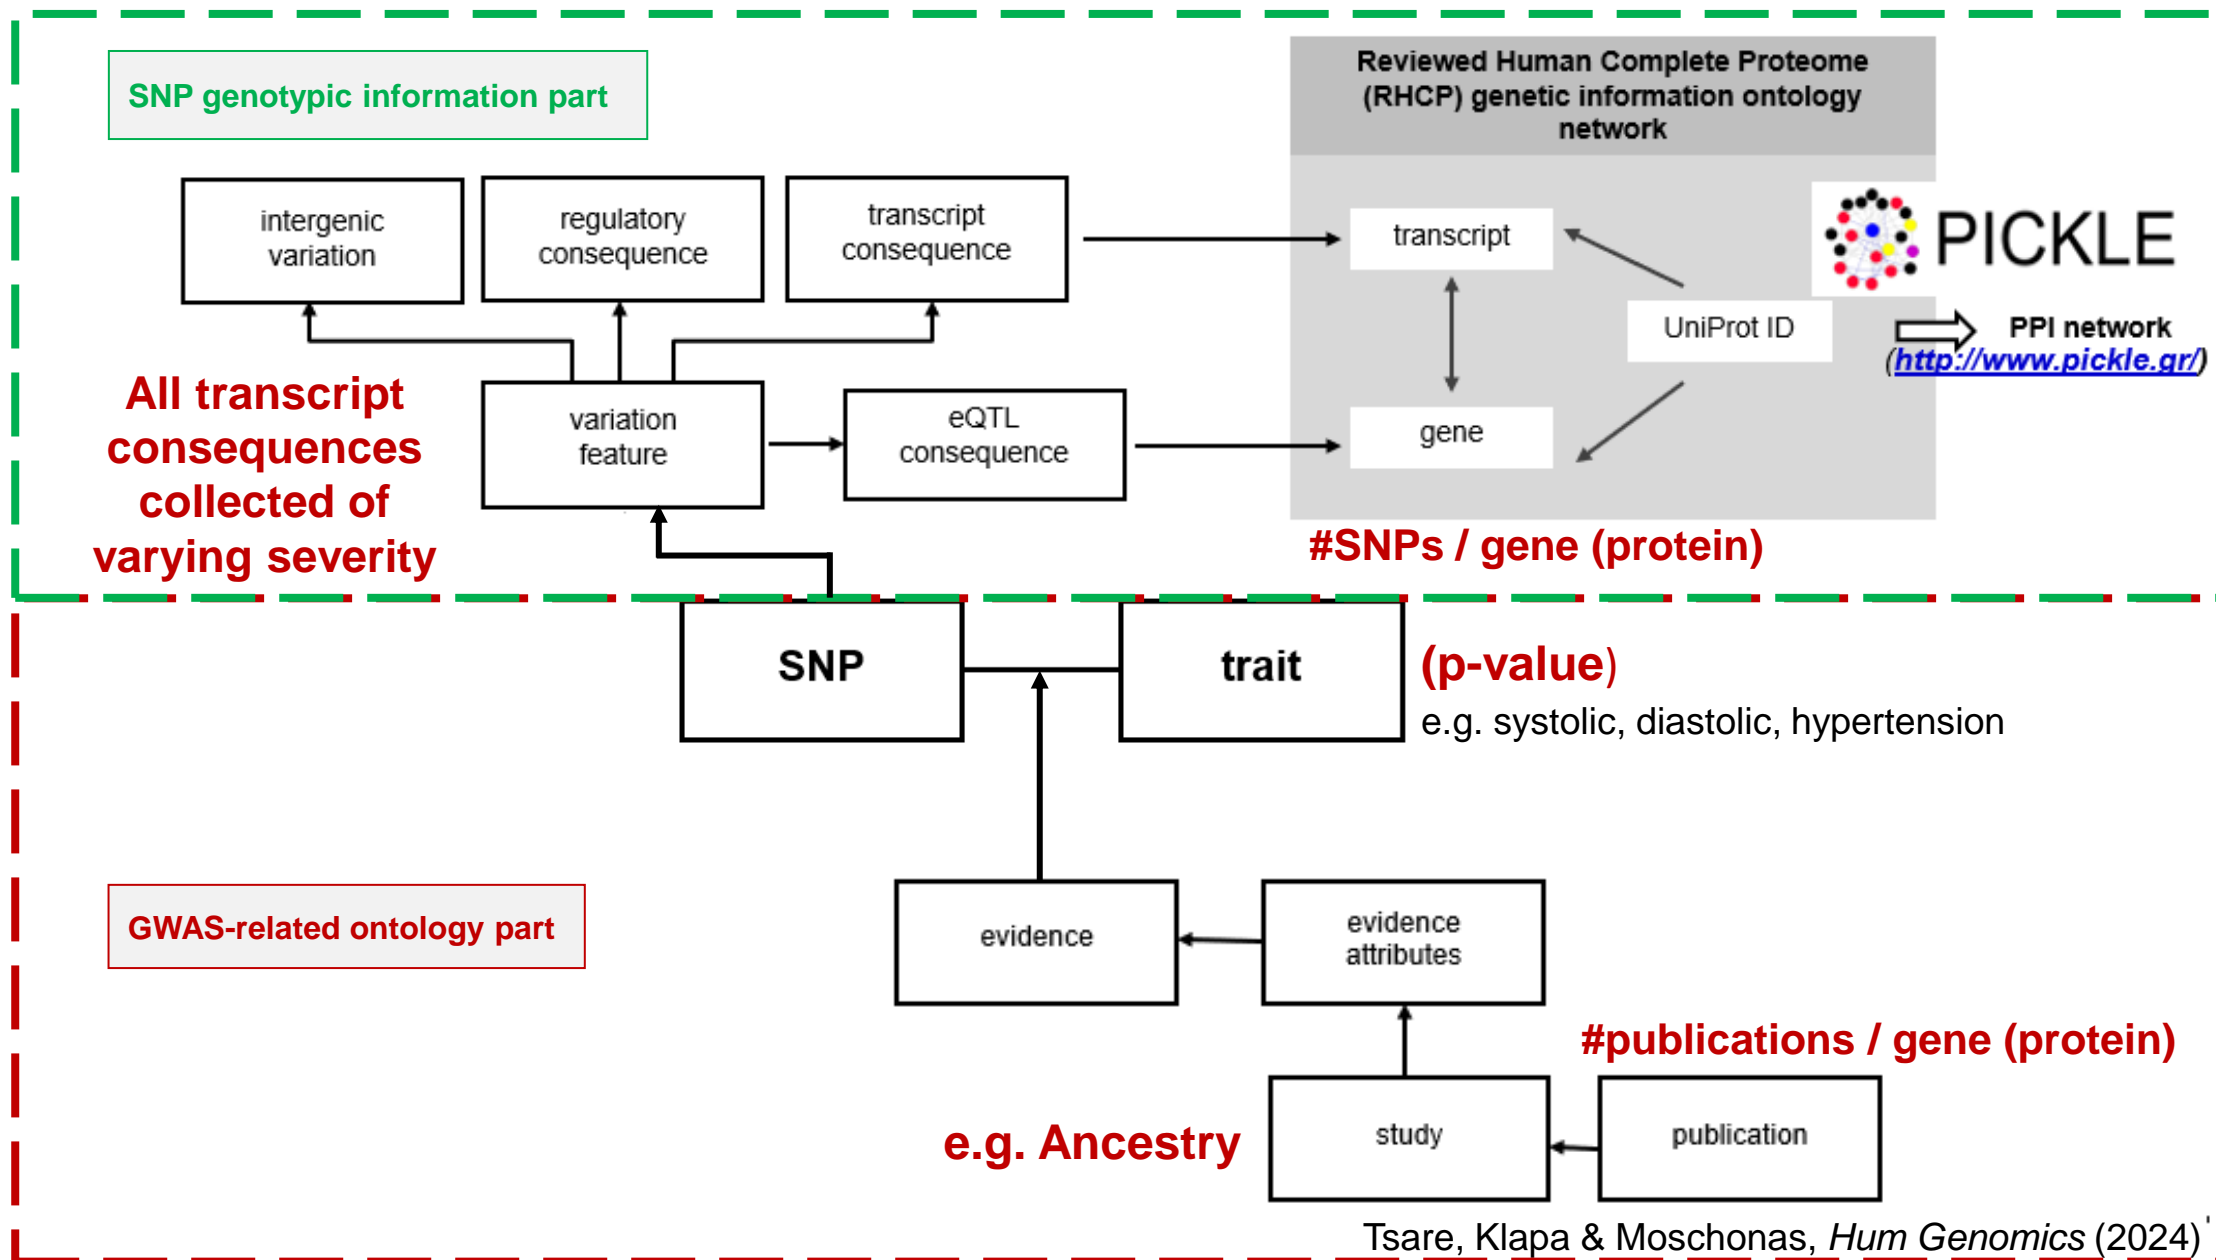 SNP genotypic information part
Reviewed Human Complete Proteome
(RHCP) genetic information ontology
network
intergenic
variation
regulatory
consequence
transcript
consequence
transcript
PICKLE
UniProt ID
PPI network
(http://www.pickle.gr/)
All transcript
consequences
collected of
varying severity
variation
feature
eQTL
consequence
gene
#SNPs / gene (protein)
SNP
trait
(p-value)
e.g. systolic, diastolic, hypertension
GWAS-related ontology part
evidence
evidence
attributes
#publications / gene (protein)
e.g. Ancestry
study
publication
Tsare, Klapa & Moschonas, Hum Genomics (2024)